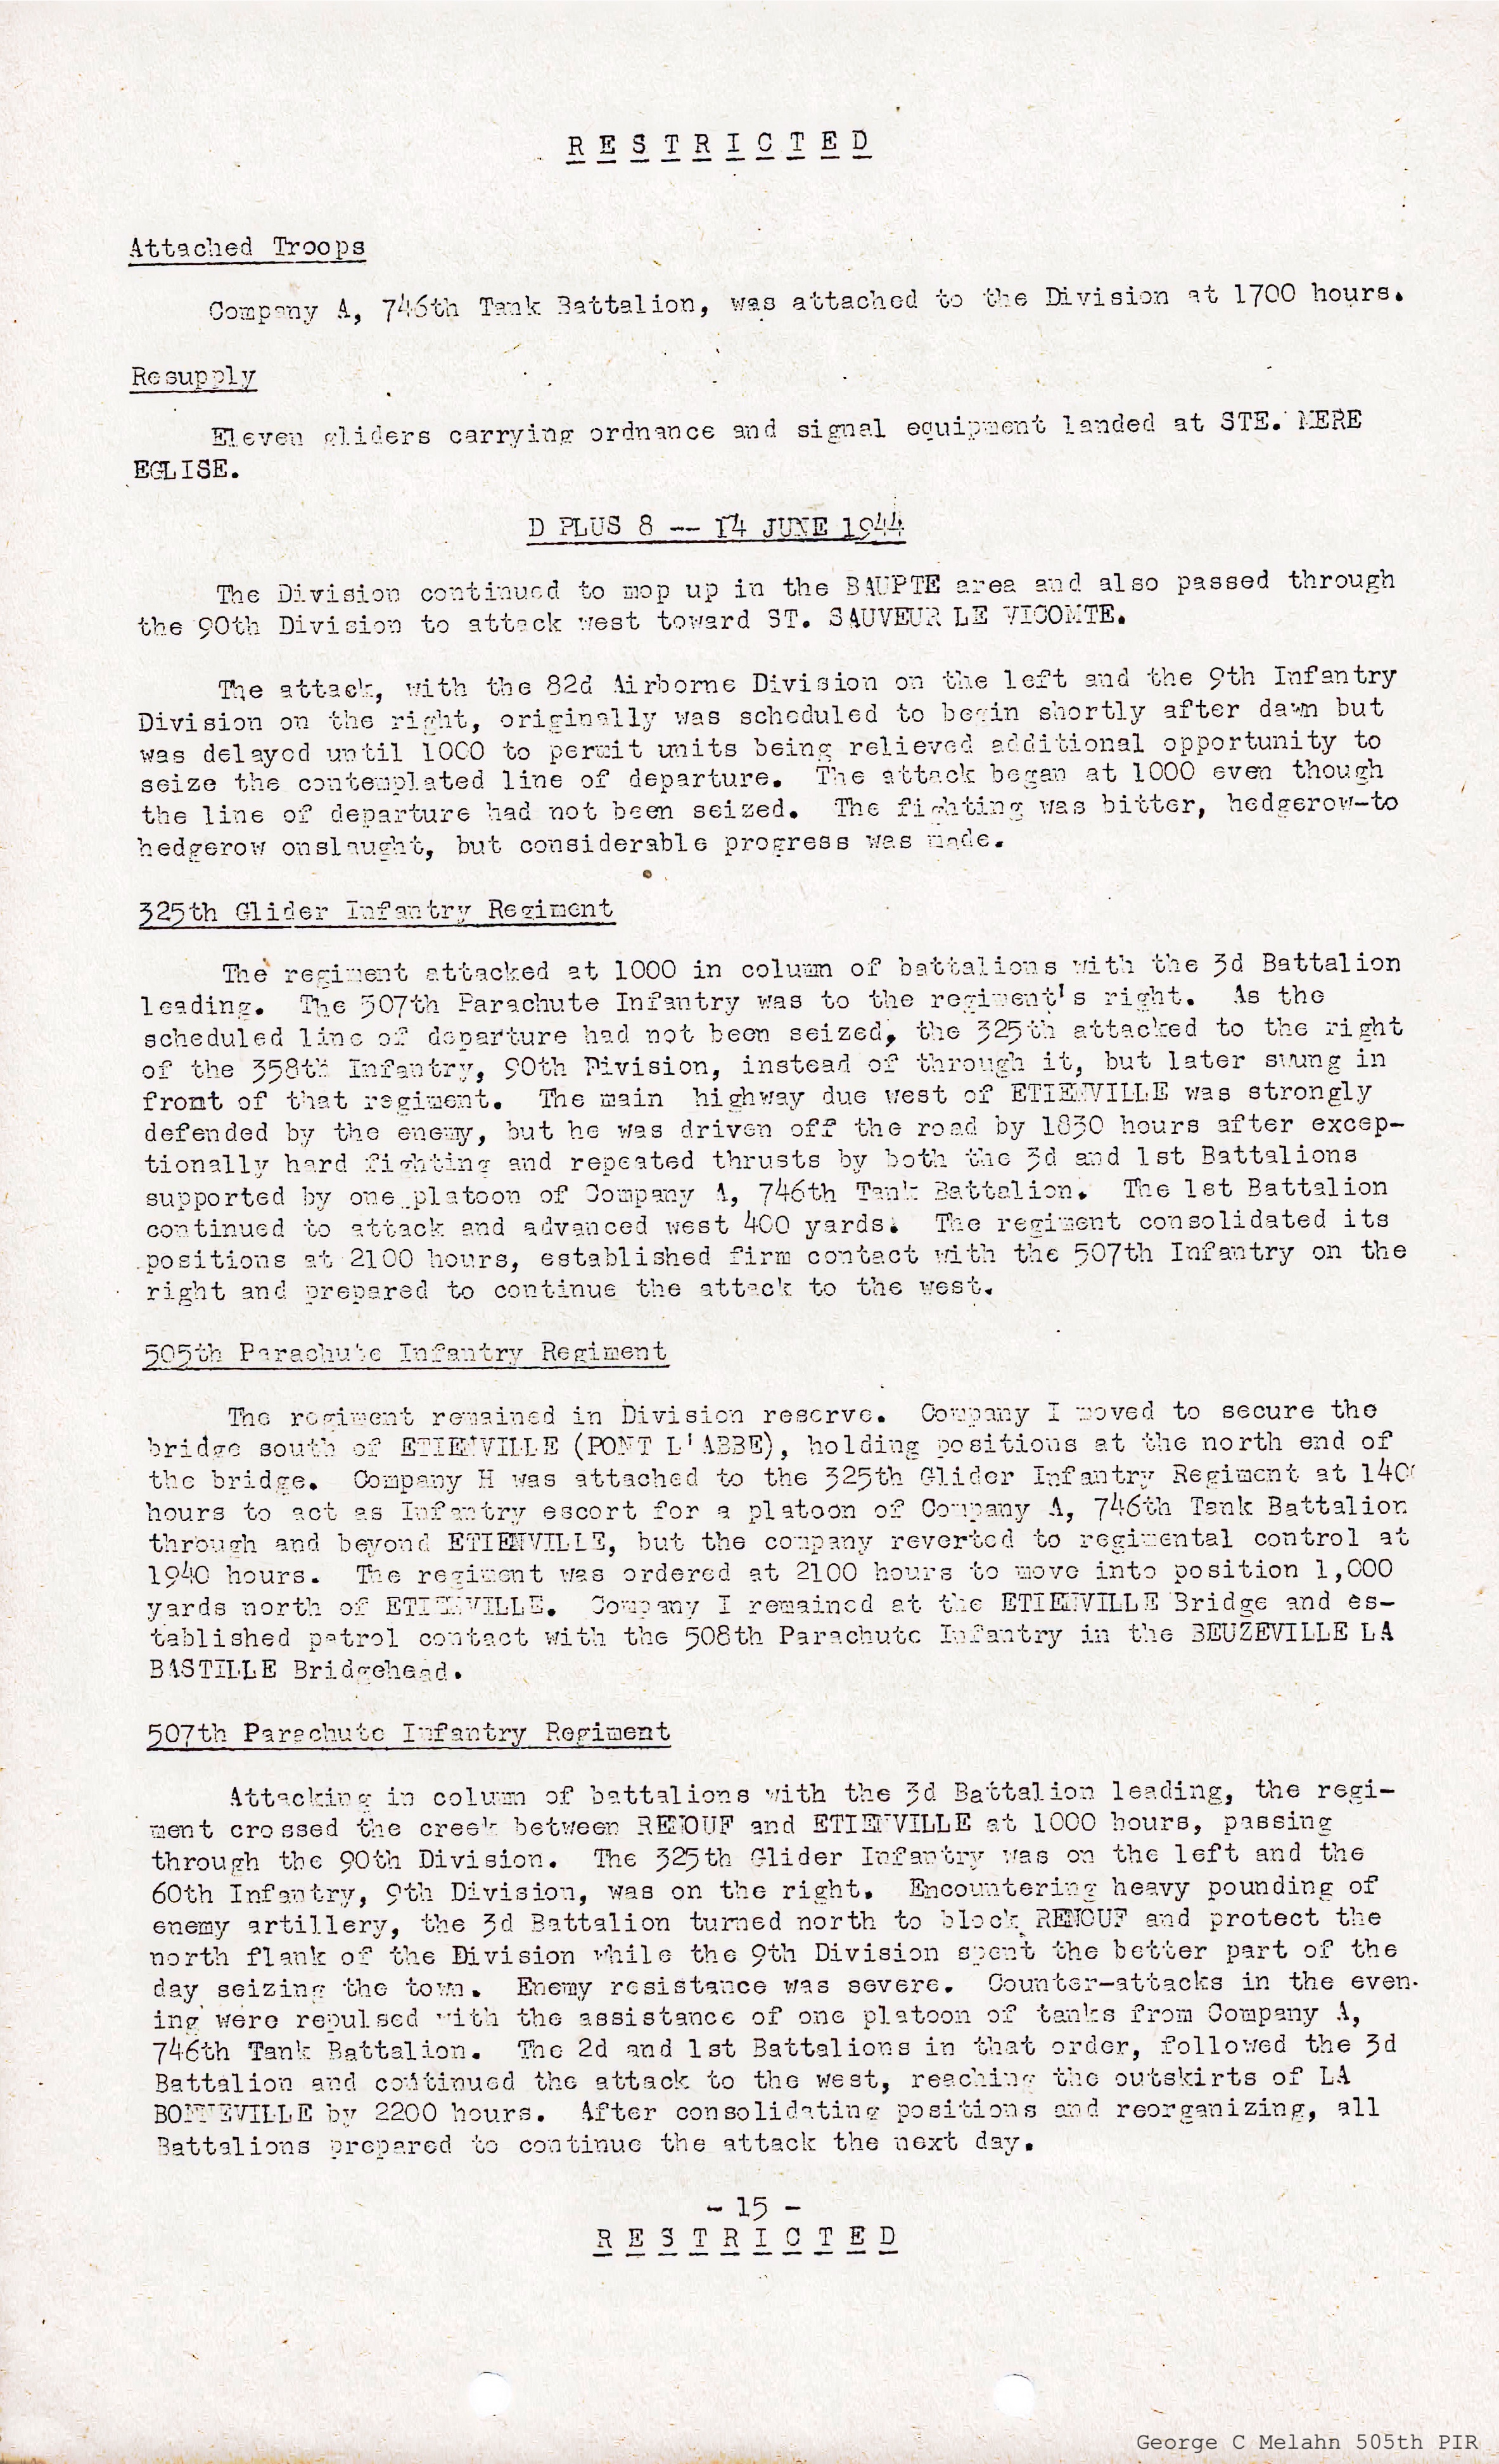 R E S T R I C T E D
Attached Troops
Company A, 746th Tank Battalion, was attached to the Division at 1700 hours.
Resupply
Eleven gliders carrying ordnance and signal equipment landed at STE. MERE
EGLISE.
D PLUS 8 -- 14 JUNE 1944
The Division continued to mop up in the BAUPTE area and also passed through
the 90th Division to attack west toward ST. SAUVEUR LE VICOMTE.
The attack, with the 82d Airborne Division on the left and the 9th Infantry
Division on the right, originally was scheduled to begin shortly after dawn but
was delayed until 1000 to permit units being relieved additional opportunity to
seize the contemplated line of departure. The attack began at 1000 even though
the line of departure had not been seized. The fighting was bitter, hedgerow-to
hedgerow onslaught, but considerable progress was made.
325th Glider Infantry Regiment
The regiment attacked at 1000 in column of battalions with the 3d Battalion
leading. The 507th Parachute Infantry was to the regiment's right. As the
scheduled line of departure had not been seized, the 325th attacked to the right
of the 358th Infantry, 90th Division, instead of through it, but later swung in
front of that regiment. The main highway due west of ETIENVILLE was strongly
defended by the enemy, but he was driven off the road by 1830 hours after excep-
tionally hard fighting and repeated thrusts by both the 3d and 1st Battalions
supported by one platoon of Company A, 746th Tank Battalion. The 1st Battalion
continued to attack and advanced west 400 yards. The regiment consolidated its
positions at 2100 hours, established firm contact with the 507th Infantry on the
right and prepared to continue the attack to the west.
505th Parachute Infantry Regiment
The regiment remained in Division reserve. Company I moved to secure the
bridge south of ETIENVILLE (PONT L'ABBE), holding positions at the north end of
the bridge. Company H was attached to the 325th Glider Infantry Regiment at 1400
hours to act as Infantry escort for a platoon of Company A, 746th Tank Battalion
through and beyond ETIENVILLE, but the company reverted to regimental control at
1940 hours. The regiment was ordered at 2100 hours to move into position 1,000
yards north of ETIENVILLE. Company I remained at the ETIENVILLE Bridge and es-
tablished patrol contact with the 508th Parachute Infantry in the BEUZEVILLE LA
BASTILLE Bridgehead.
507th Parachute Infantry Regiment
Attacking in column of battalions with the 3d Battalion leading, the regi-
ment crossed the creek between RENOUF and ETIENVILLE at 1000 hours, passing
through the 90th Division. The 325th Glider Infantry was on the left and the
60th Infantry, 9th Division, was on the right. Encountering heavy pounding of
enemy artillery, the 3d Battalion turned north to block RENOUF and protect the
north flank of the Division while the 9th Division spent the better part of the
day seizing the town. Enemy resistance was severe. Counter-attacks in the even-
ing were repulsed with the assistance of one platoon of tanks from Company A,
746th Tank Battalion. The 2d and 1st Battalions in that order, followed the 3d
Battalion and continued the attack to the west, reaching the outskirts of LA
BONNEVILLE by 2200 hours. After consolidating positions and reorganizing, all
Battalions prepared to continue the attack the next day.
- 15 -
R E S T R I C T E D
George C Melahn 505th PIR